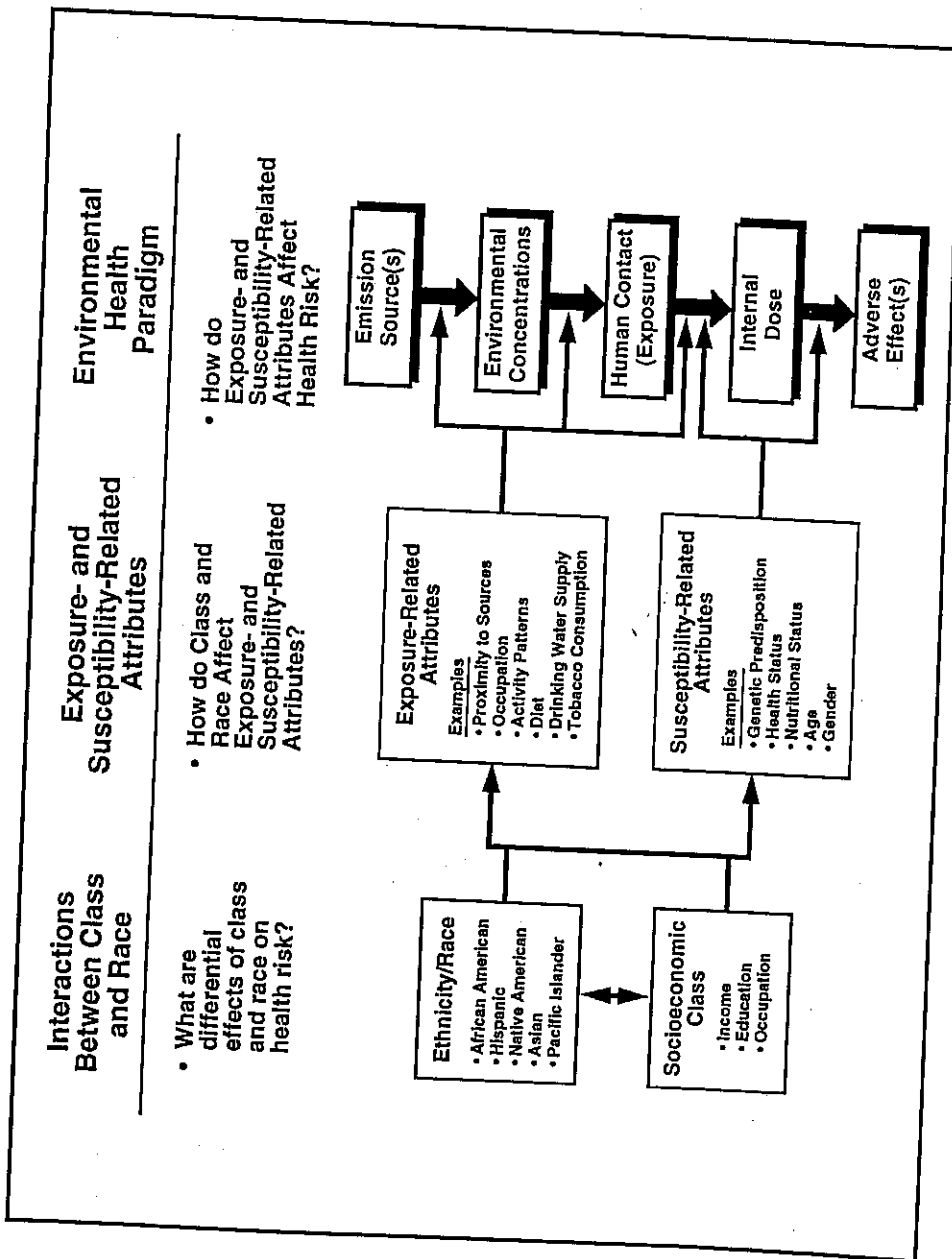 Interactions
Between Class
and Race
Exposure- and
Susceptibility-Related
Attributes
Environmental
Health
Paradigm
• What are
differential
effects of class
and race on
health risk?
• How do Class and
Race Affect
Exposure- and
Susceptibility-Related
Attributes?
• How do
Exposure- and
Susceptibility-Related
Attributes Affect
Health Risk?
Ethnicity/Race
• African American
• Hispanic
• Native American
• Asian
• Pacific Islander
Socioeconomic
Class
• Income
• Education
• Occupation
Exposure-Related
Attributes
Examples
• Proximity to Sources
• Occupation
• Activity Patterns
• Diet
• Drinking Water Supply
• Tobacco Consumption
Susceptibility-Related
Attributes
Examples
• Genetic Predisposition
• Health Status
• Nutritional Status
• Age
• Gender
Emission
Source(s)
Environmental
Concentrations
Human Contact
(Exposure)
Internal
Dose
Adverse
Effect(s)